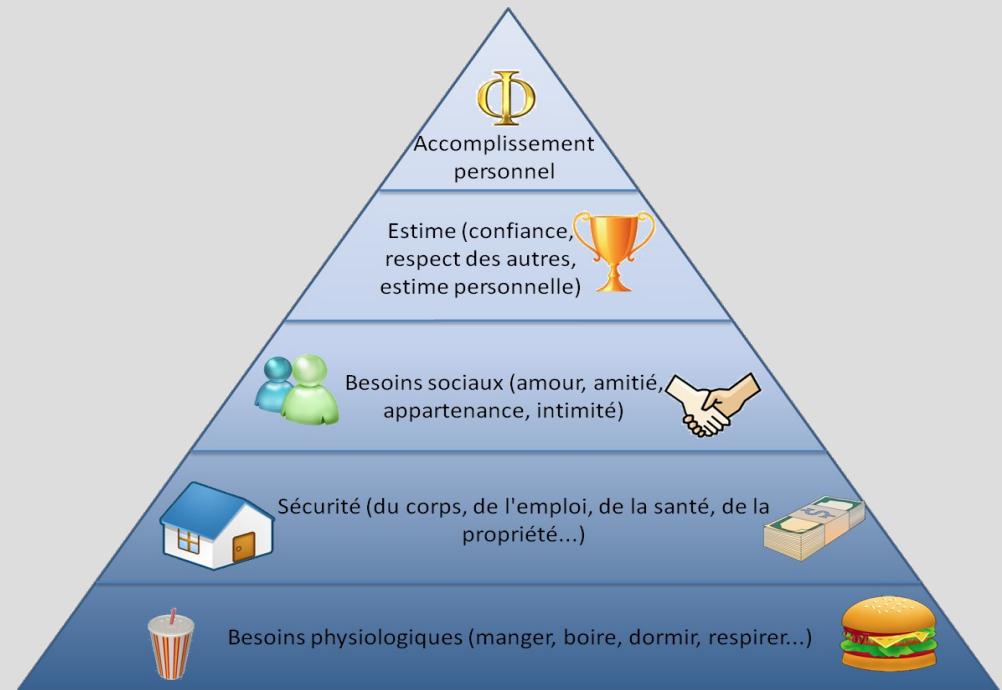 Φ
Accomplissement
personnel
Estime (confiance,
respect des autres,
estime personnelle)
Besoins sociaux (amour, amitié,
appartenance, intimité)
Sécurité (du corps, de l'emploi, de la santé, de la
propriété...)
Besoins physiologiques (manger, boire, dormir, respirer...)